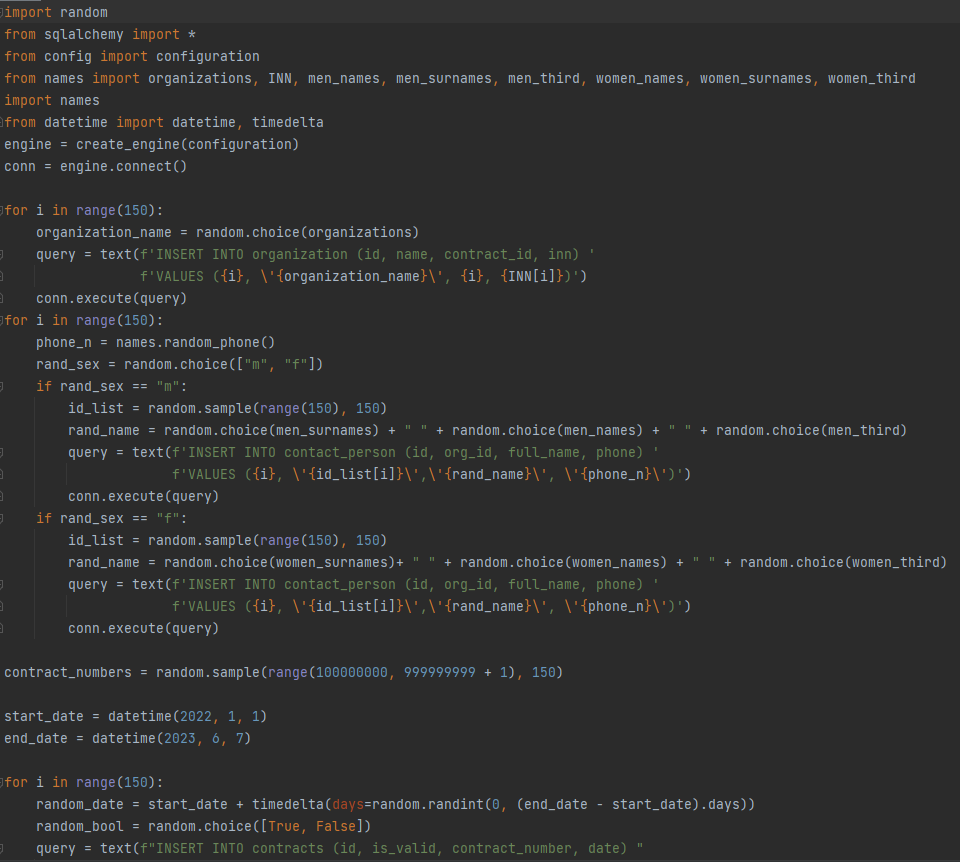 import random
from sqlalchemy import *
from config import configuration
from names import organizations, INN, men_names, men_surnames, men_third, women_names, women_surnames, women_third
import names
from datetime import datetime, timedelta
engine = create_engine(configuration)
conn = engine.connect()

for i in range(150):
    organization_name = random.choice(organizations)
    query = text(f'INSERT INTO organization (id, name, contract_id, inn) '
                 f'VALUES ({i}, \'{organization_name}\', {i}, {INN[i]})')
    conn.execute(query)
for i in range(150):
    phone_n = names.random_phone()
    rand_sex = random.choice(["m", "f"])
    if rand_sex == "m":
        id_list = random.sample(range(150), 150)
        rand_name = random.choice(men_surnames) + " " + random.choice(men_names) + " " + random.choice(men_third)
        query = text(f'INSERT INTO contact_person (id, org_id, full_name, phone) '
                     f'VALUES ({i}, \'{id_list[i]}\',\'{rand_name}\', \'{phone_n}\')')
        conn.execute(query)
    if rand_sex == "f":
        id_list = random.sample(range(150), 150)
        rand_name = random.choice(women_surnames)+ " " + random.choice(women_names) + " " + random.choice(women_third)
        query = text(f'INSERT INTO contact_person (id, org_id, full_name, phone) '
                     f'VALUES ({i}, \'{id_list[i]}\',\'{rand_name}\', \'{phone_n}\')')
        conn.execute(query)

contract_numbers = random.sample(range(100000000, 999999999 + 1), 150)

start_date = datetime(2022, 1, 1)
end_date = datetime(2023, 6, 7)

for i in range(150):
    random_date = start_date + timedelta(days=random.randint(0, (end_date - start_date).days))
    random_bool = random.choice([True, False])
    query = text(f"INSERT INTO contracts (id, is_valid, contract_number, date) "